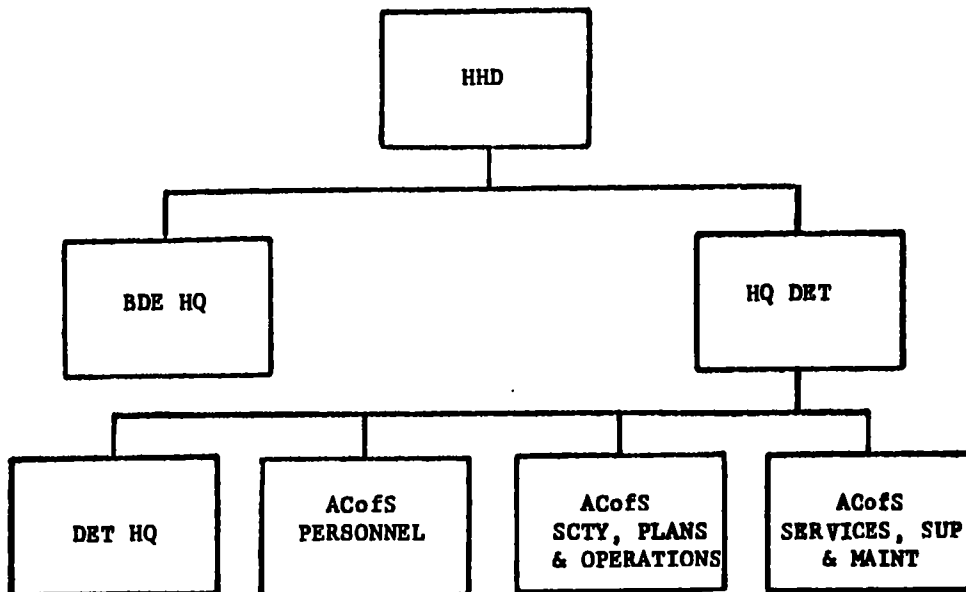 HHD
BDE HQ
HQ DET
DET HQ
ACofS
PERSONNEL
ACofS
SCTY, PLANS
& OPERATIONS
ACofS
SERVICES, SUP
& MAINT